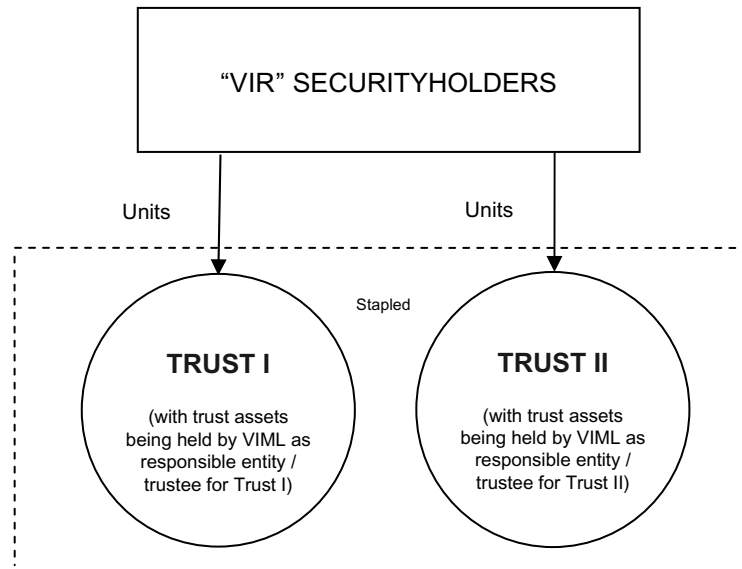 “VIR” SECURITYHOLDERS
Units
Units
Stapled
TRUST I
(with trust assets
being held by VIML as
responsible entity /
trustee for Trust I)
TRUST II
(with trust assets
being held by VIML as
responsible entity /
trustee for Trust II)